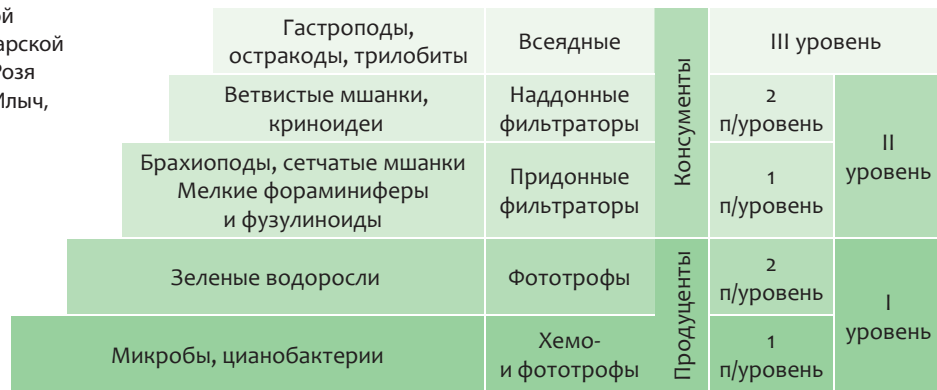 ой
арской
Розя
Илыч,
Гастроподы,
остракоды, трилобиты
Всеядные
III уровень
Ветвистые мшанки,
криноидеи
Наддонные
фильтраторы
Консументы
2
п/уровень
II
уровень
Брахиоподы, сетчатые мшанки
Мелкие фораминиферы
и фузулиноиды
Придонные
фильтраторы
1
п/уровень
Зеленые водоросли
Фототрофы
Продуценты
2
п/уровень
I
уровень
Микробы, цианобактерии
Хемо-
и фототрофы
1
п/уровень